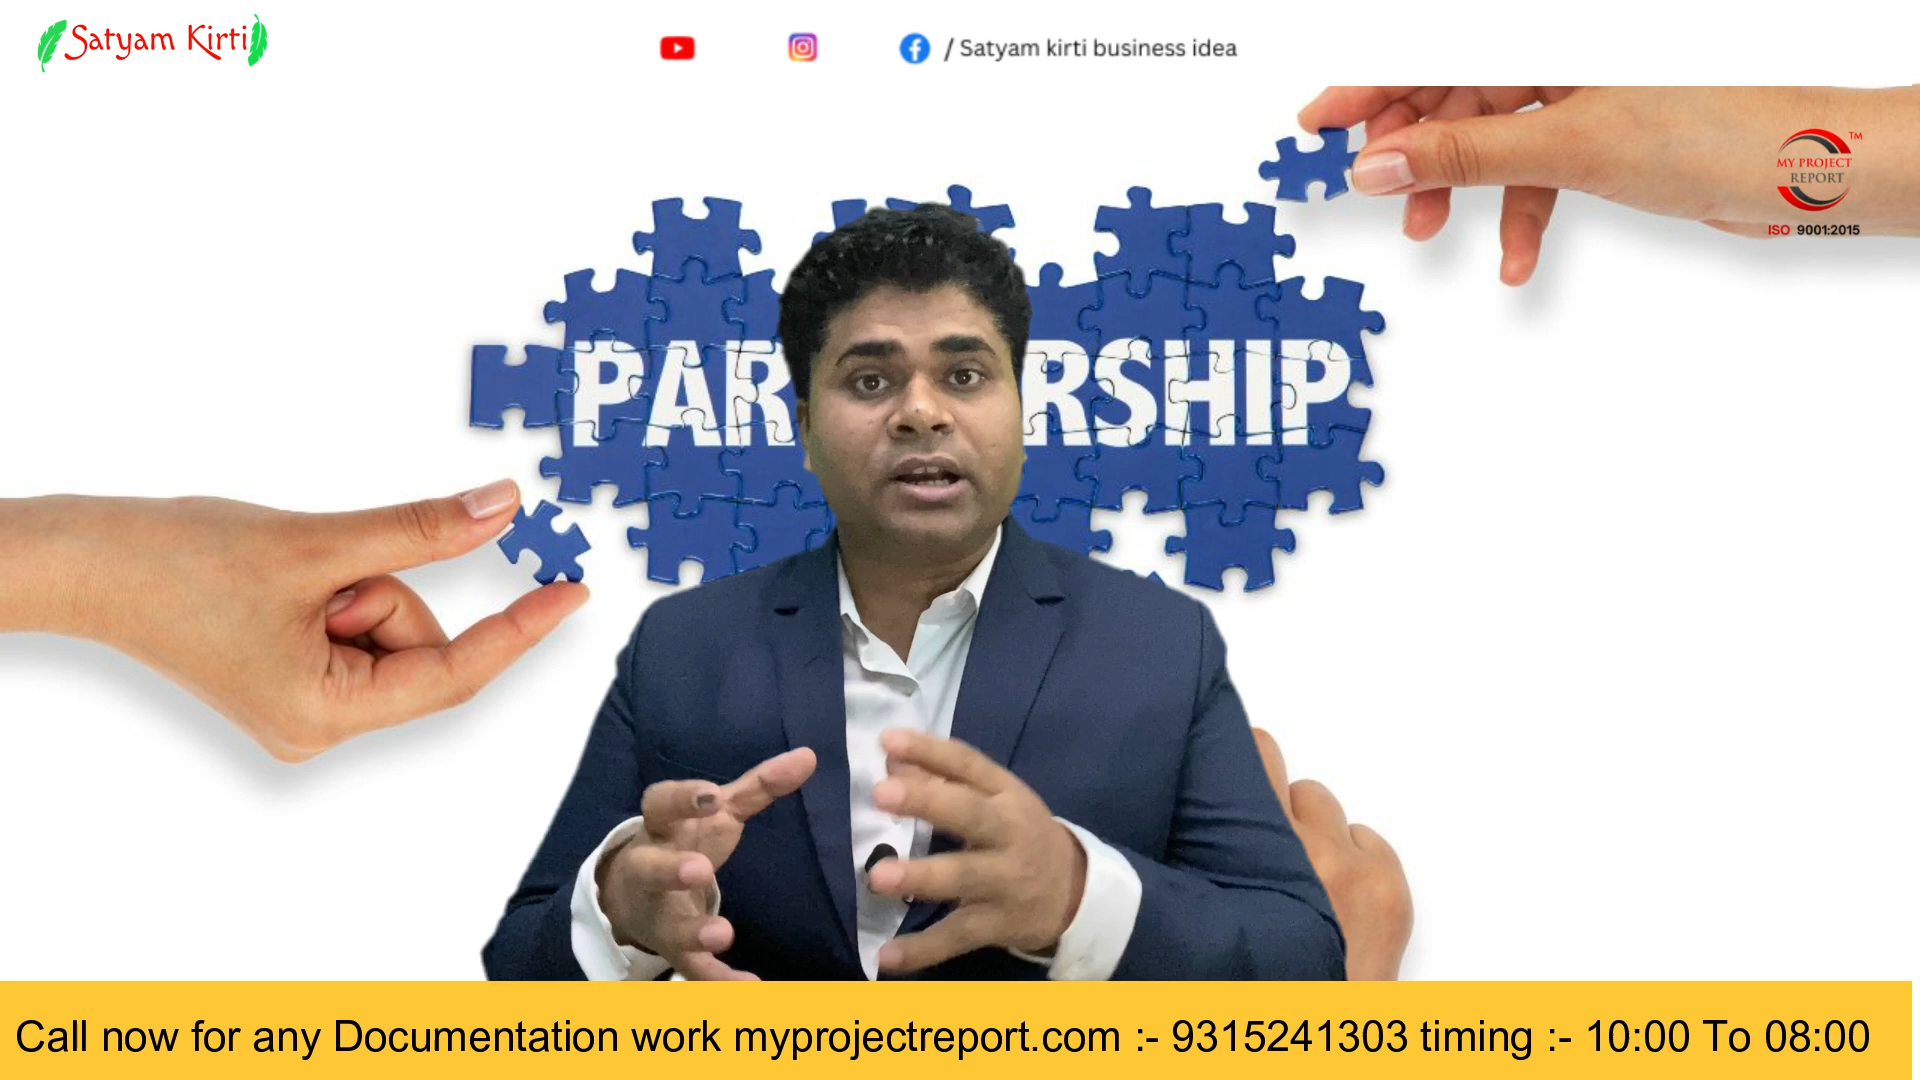 Satyam Kirti
/ Satyam kirti business idea
TM
MY PROJECT
REPORT
ISO 9001:2015
PAR ERSHIP
Call now for any Documentation work myprojectreport.com :- 9315241303 timing :- 10:00 To 08:00